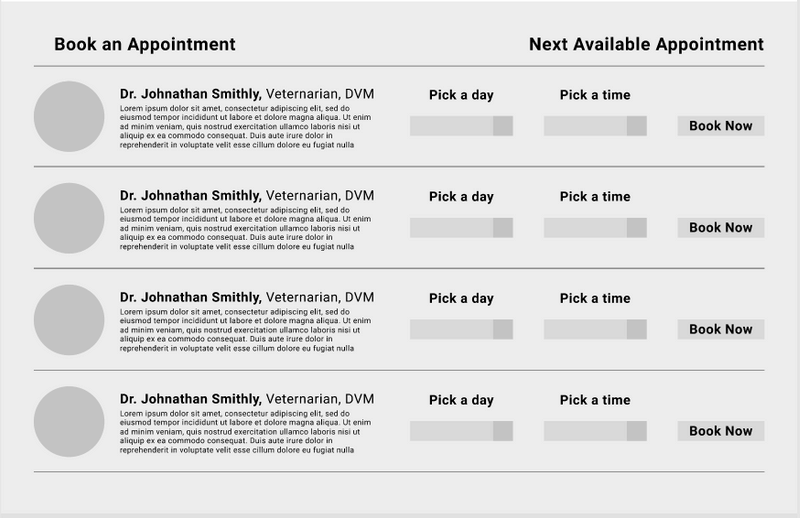 Book an Appointment
Next Available Appointment
Dr. Johnathan Smithly, Veternarian, DVM
Lorem ipsum dolor sit amet, consectetur adipiscing elit, sed do
eiusmod tempor incididunt ut labore et dolore magna aliqua. Ut enim
ad minim veniam, quis nostrud exercitation ullamco laboris nisi ut
aliquip ex ea commodo consequat. Duis aute irure dolor in
reprehenderit in voluptate velit esse cillum dolore eu fugiat nulla
Pick a day
Pick a time
Book Now
Dr. Johnathan Smithly, Veternarian, DVM
Lorem ipsum dolor sit amet, consectetur adipiscing elit, sed do
eiusmod tempor incididunt ut labore et dolore magna aliqua. Ut enim
ad minim veniam, quis nostrud exercitation ullamco laboris nisi ut
aliquip ex ea commodo consequat. Duis aute irure dolor in
reprehenderit in voluptate velit esse cillum dolore eu fugiat nulla
Pick a day
Pick a time
Book Now
Dr. Johnathan Smithly, Veternarian, DVM
Lorem ipsum dolor sit amet, consectetur adipiscing elit, sed do
eiusmod tempor incididunt ut labore et dolore magna aliqua. Ut enim
ad minim veniam, quis nostrud exercitation ullamco laboris nisi ut
aliquip ex ea commodo consequat. Duis aute irure dolor in
reprehenderit in voluptate velit esse cillum dolore eu fugiat nulla
Pick a day
Pick a time
Book Now
Dr. Johnathan Smithly, Veternarian, DVM
Lorem ipsum dolor sit amet, consectetur adipiscing elit, sed do
eiusmod tempor incididunt ut labore et dolore magna aliqua. Ut enim
ad minim veniam, quis nostrud exercitation ullamco laboris nisi ut
aliquip ex ea commodo consequat. Duis aute irure dolor in
reprehenderit in voluptate velit esse cillum dolore eu fugiat nulla
Pick a day
Pick a time
Book Now